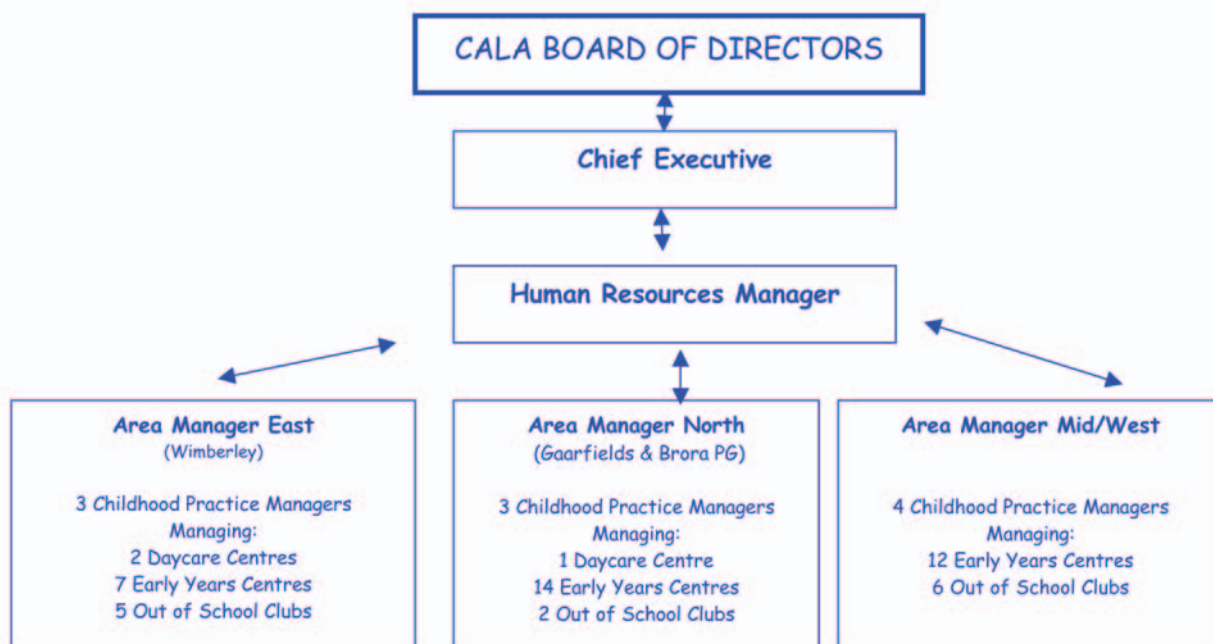 CALA BOARD OF DIRECTORS
Chief Executive
Human Resources Manager
Area Manager East
(Wimberley)
3 Childhood Practice Managers
Managing:
2 Daycare Centres
7 Early Years Centres
5 Out of School Clubs
Area Manager North
(Gaarfields & Brora PG)
3 Childhood Practice Managers
Managing:
1 Daycare Centre
14 Early Years Centres
2 Out of School Clubs
Area Manager Mid/West
4 Childhood Practice Managers
Managing:
12 Early Years Centres
6 Out of School Clubs